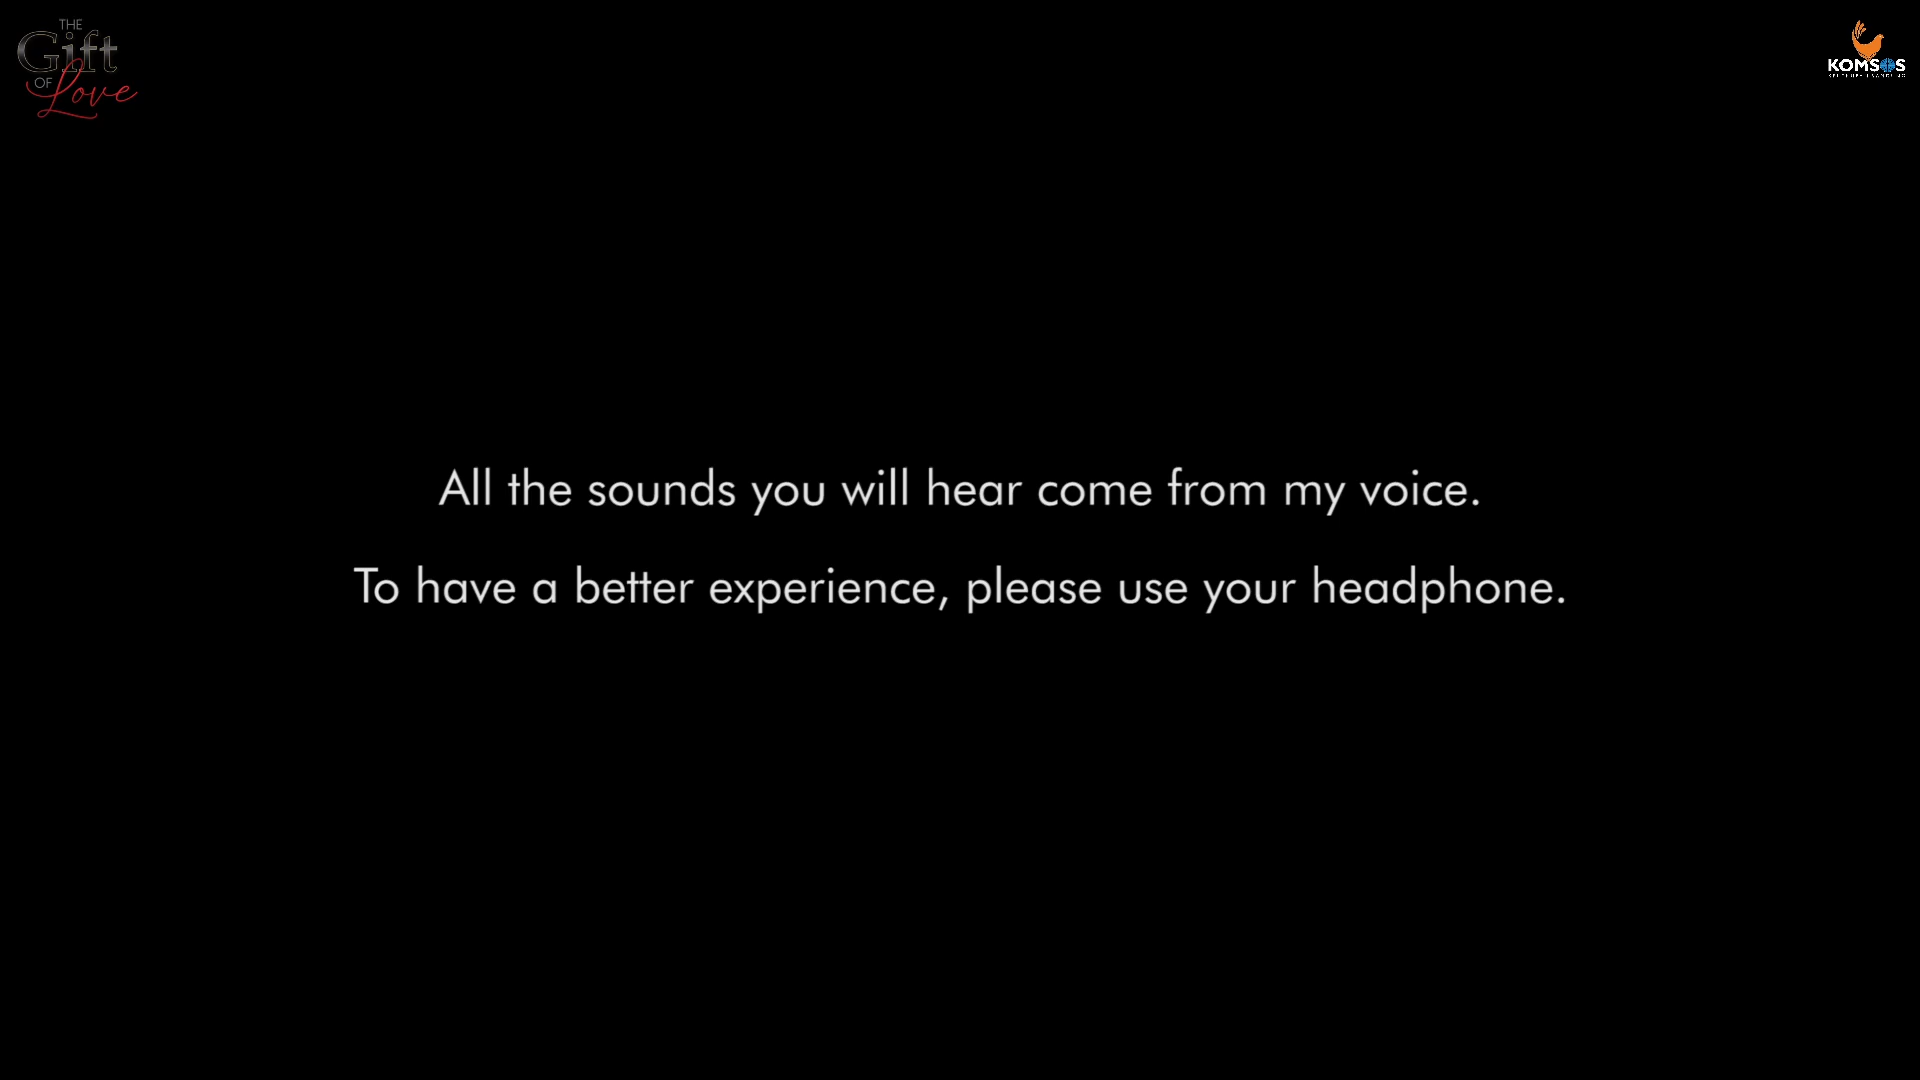 THE
Gift
OF
Love
KOMSOS
All the sounds you will hear come from my voice.
To have a better experience, please use your headphone.